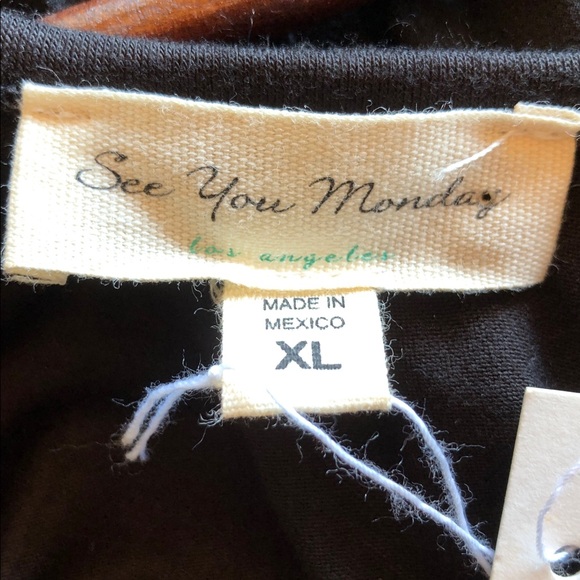 See You Monday
los angeles
MADE IN
MEXICO
XL